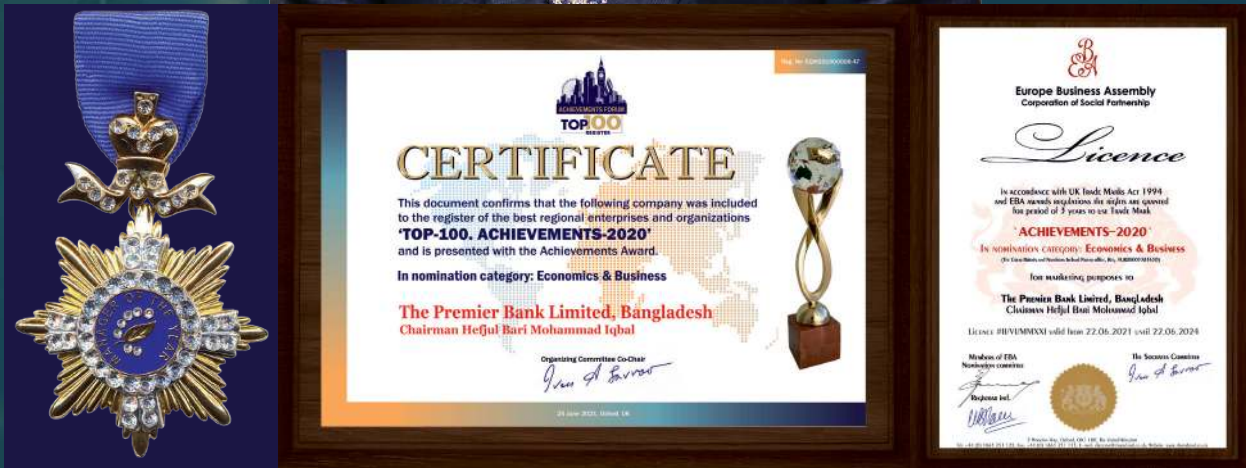 MANAGER OF THE YEAR
ACHIEVEMENTS FORUM
TOP100
REGISTER
CERTIFICATE
This document confirms that the following company was included
to the register of the best regional enterprises and organizations
‘TOP-100. ACHIEVEMENTS-2020’
and is presented with the Achievements Award.
In nomination category: Economics & Business
The Premier Bank Limited, Bangladesh
Chairman Hefjul Bari Mohammad Iqbal
Organizing Committee Co-Chair
EBA
Europe Business Assembly
Corporation of Social Partnership
Licence
In accordance with UK Trade Marks Act 1994
and EBA awards regulations the rights are granted
for period of 3 years to use Trade Mark
"ACHIEVEMENTS–2020"
In nomination category: Economics & Business
for marketing purposes to
The Premier Bank Limited, Bangladesh
Chairman Hefjul Bari Mohammad Iqbal
valid from 22.06.2021 until 22.06.2024
Members of EBA
Nomination committee
The Socrates Committee